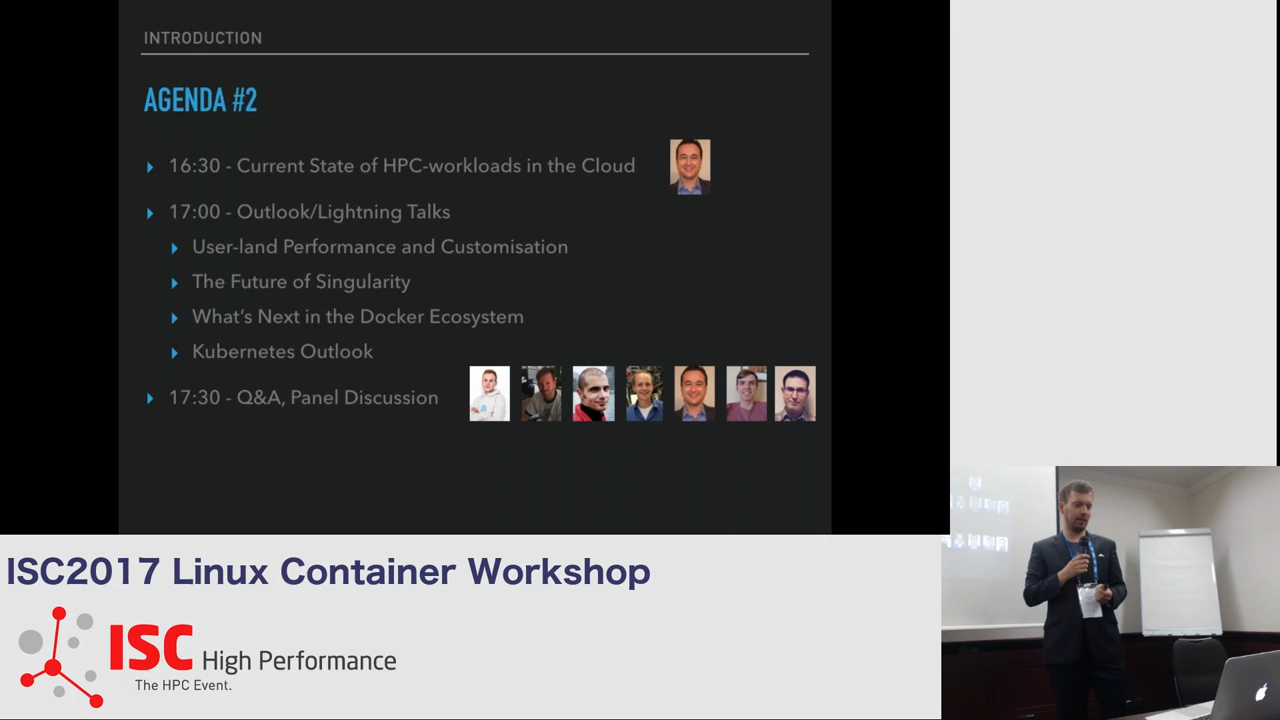 INTRODUCTION
AGENDA #2
16:30 - Current State of HPC-workloads in the Cloud
17:00 - Outlook/Lightning Talks
User-land Performance and Customisation
The Future of Singularity
What's Next in the Docker Ecosystem
Kubernetes Outlook
17:30 - Q&A, Panel Discussion
ISC2017 Linux Container Workshop
ISC High Performance
The HPC Event.